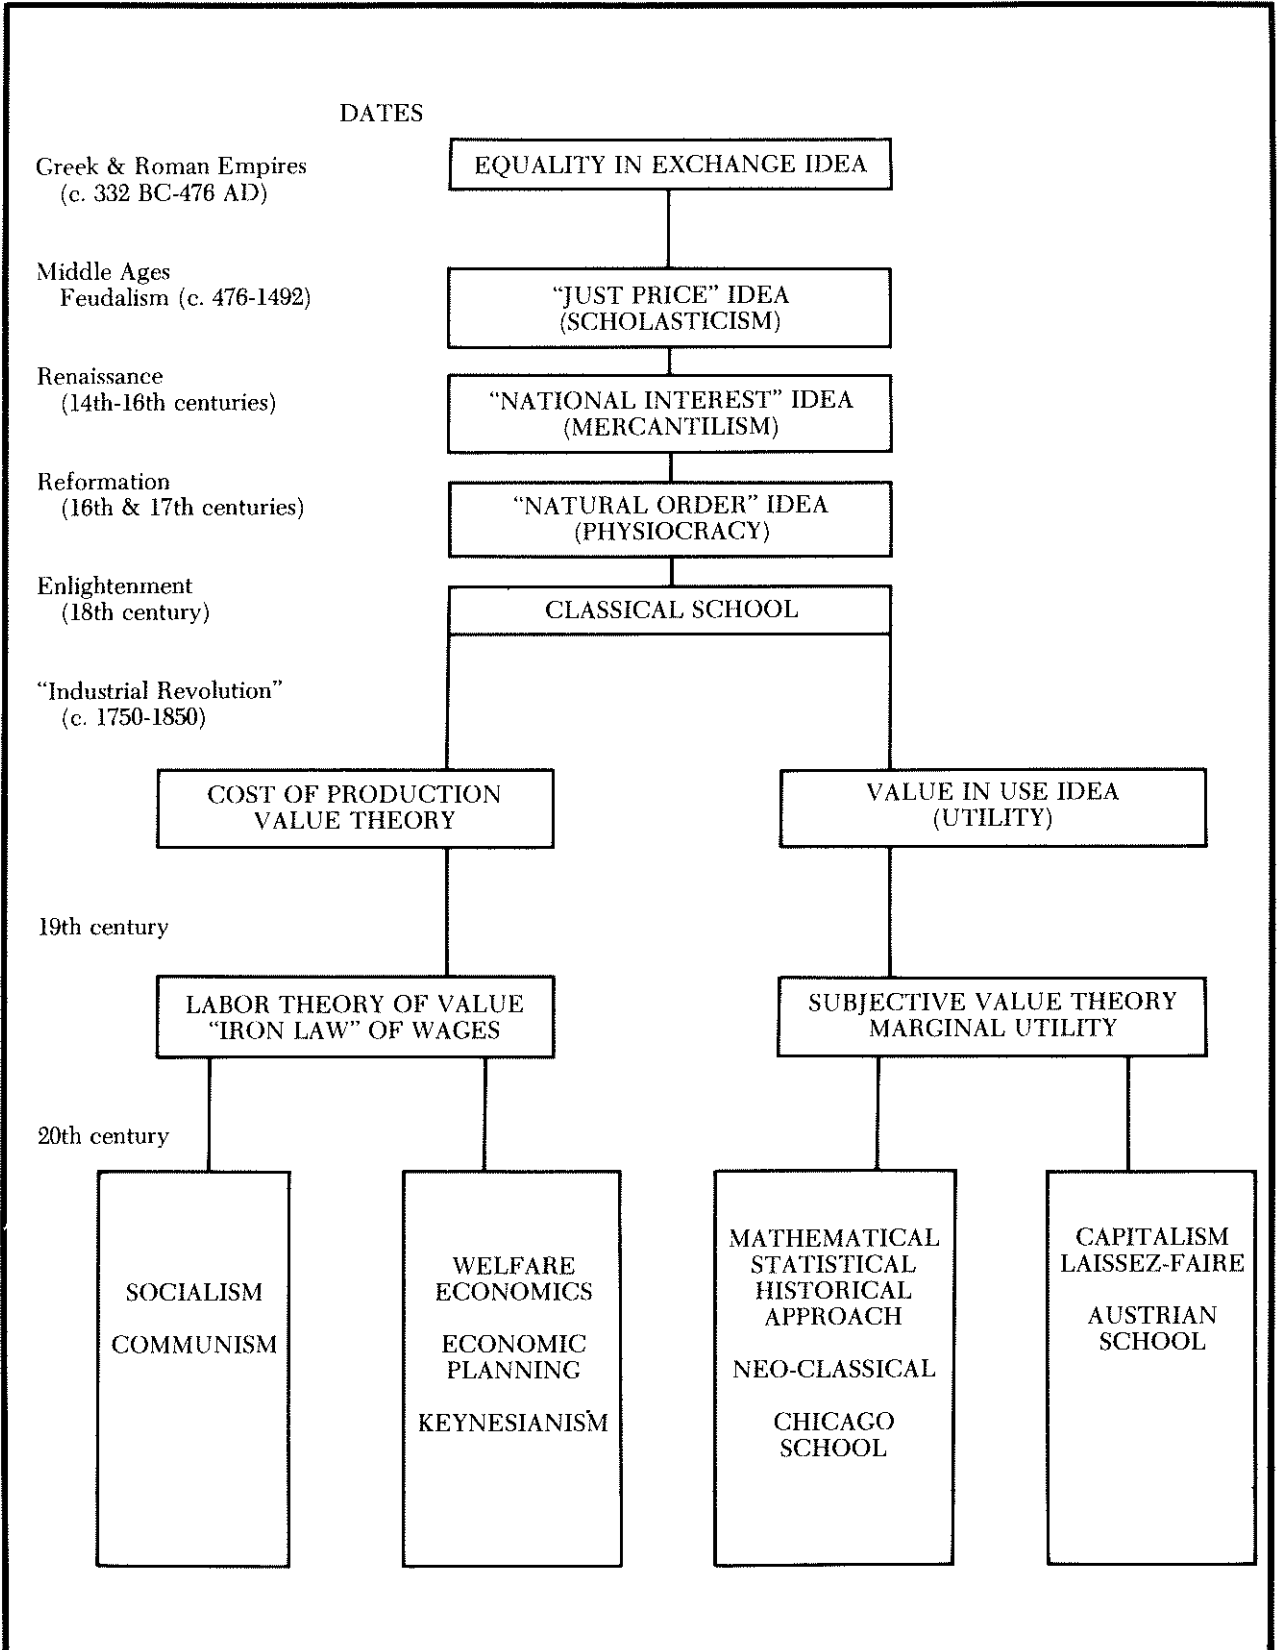 DATES
Greek & Roman Empires
(c. 332 BC-476 AD)
EQUALITY IN EXCHANGE IDEA
Middle Ages
Feudalism (c. 476-1492)
“JUST PRICE” IDEA
(SCHOLASTICISM)
Renaissance
(14th-16th centuries)
“NATIONAL INTEREST” IDEA
(MERCANTILISM)
Reformation
(16th & 17th centuries)
“NATURAL ORDER” IDEA
(PHYSIOCRACY)
Enlightenment
(18th century)
CLASSICAL SCHOOL
“Industrial Revolution”
(c. 1750-1850)
COST OF PRODUCTION
VALUE THEORY
VALUE IN USE IDEA
(UTILITY)
19th century
LABOR THEORY OF VALUE
“IRON LAW” OF WAGES
SUBJECTIVE VALUE THEORY
MARGINAL UTILITY
20th century
SOCIALISM
COMMUNISM
WELFARE
ECONOMICS
ECONOMIC
PLANNING
KEYNESIANISM
MATHEMATICAL
STATISTICAL
HISTORICAL
APPROACH
NEO-CLASSICAL
CHICAGO
SCHOOL
CAPITALISM
LAISSEZ-FAIRE
AUSTRIAN
SCHOOL